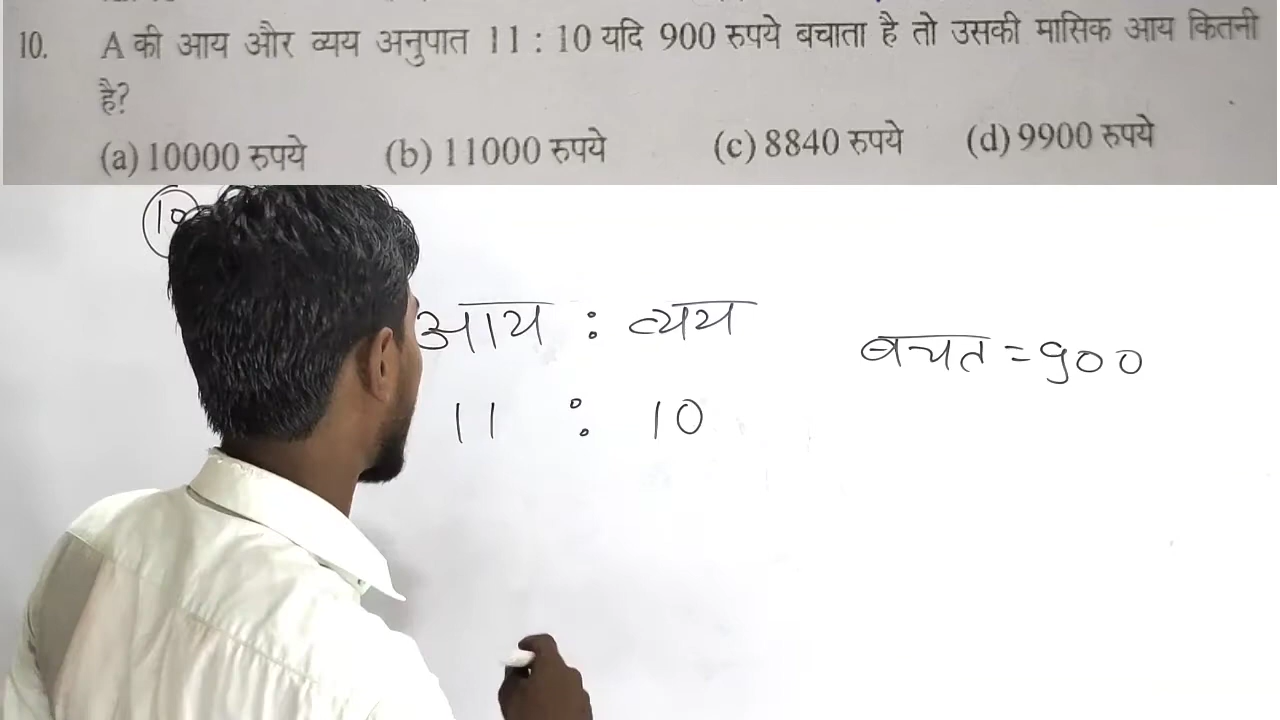 10. A की आय और व्यय अनुपात 11 : 10 यदि 900 रुपये बचाता है तो उसकी मासिक आय कितनी
है?
(a) 10000 रुपये (b) 11000 रुपये (c) 8840 रुपये (d) 9900 रुपये
10
आय : व्यय
बचत = 900
11 : 10